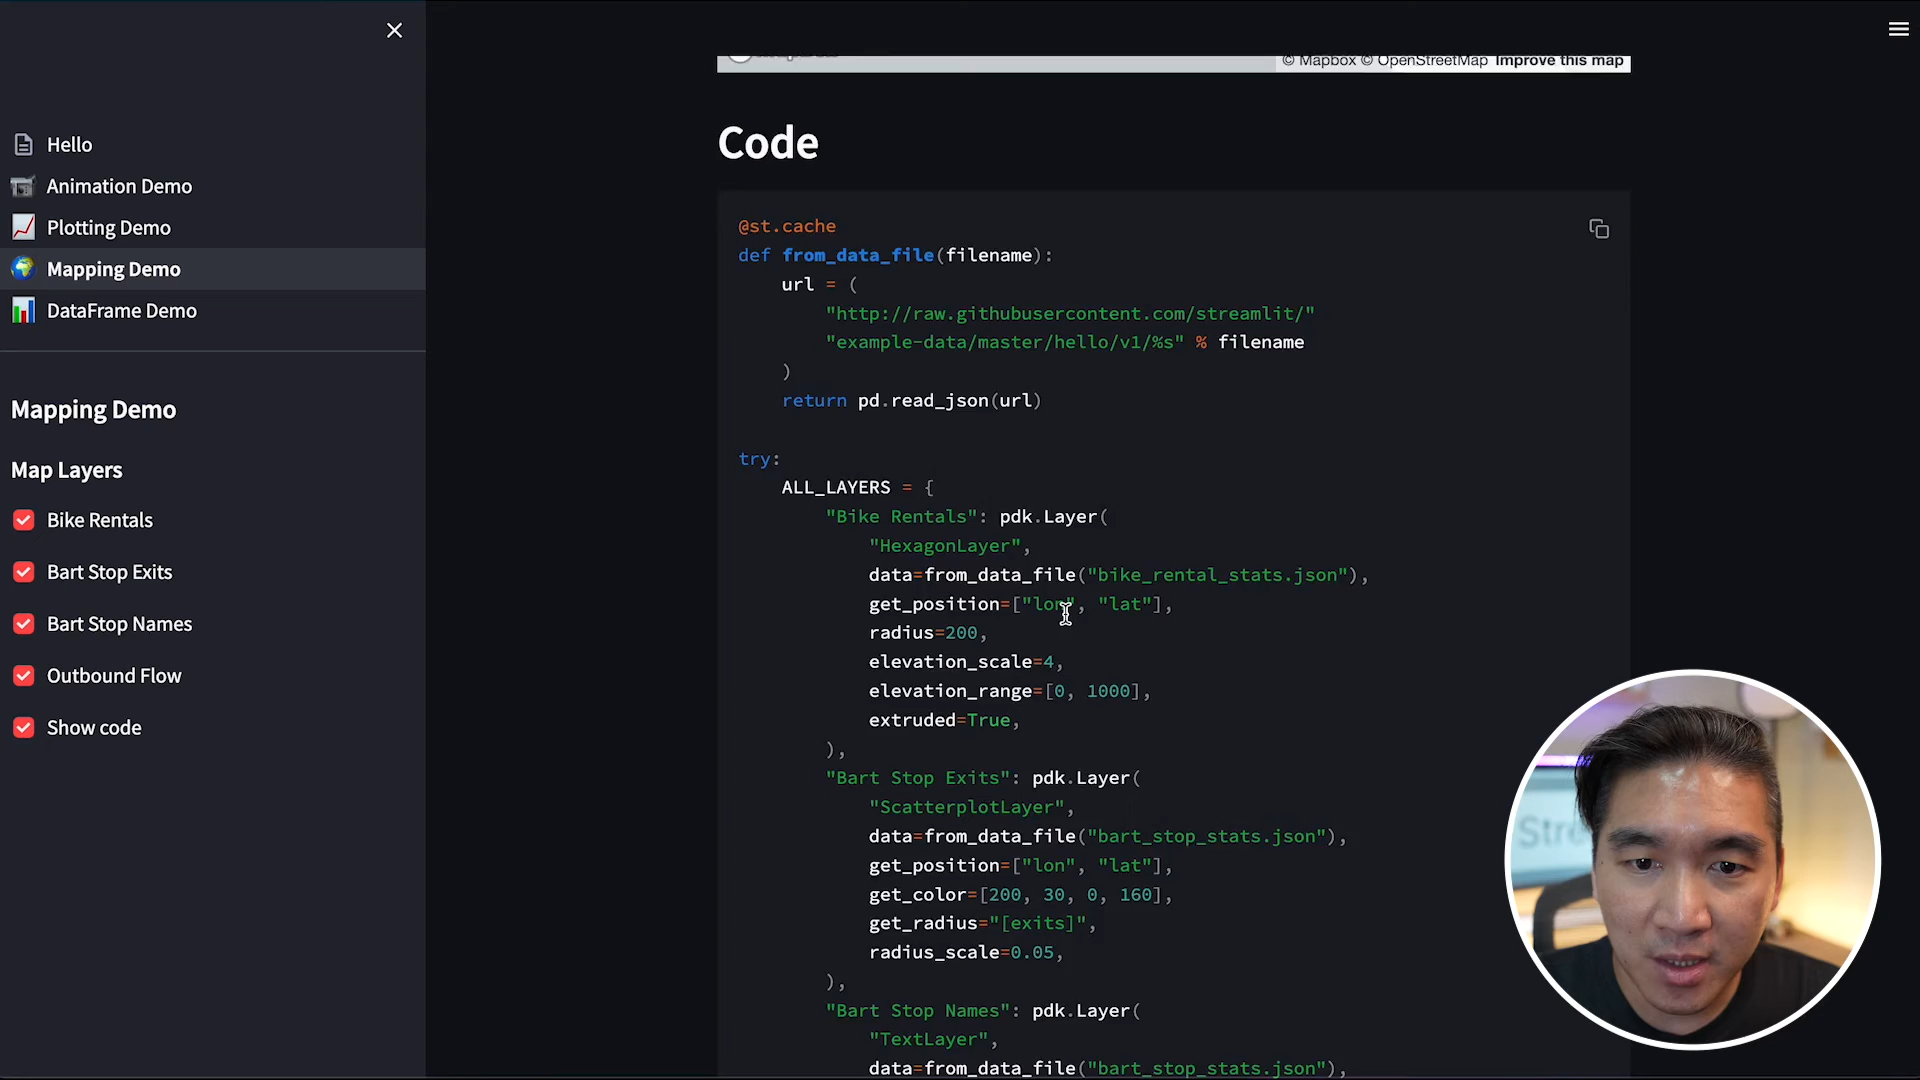 © Mapbox © OpenStreetMap Improve this map
Hello
Animation Demo
Plotting Demo
Mapping Demo
DataFrame Demo
Mapping Demo
Map Layers
Bike Rentals
Bart Stop Exits
Bart Stop Names
Outbound Flow
Show code
Code
@st.cache
def from_data_file(filename):
    url = (
        "http://raw.githubusercontent.com/streamlit/"
        "example-data/master/hello/v1/%s" % filename
    )
    return pd.read_json(url)
try:
    ALL_LAYERS = {
        "Bike Rentals": pdk.Layer(
            "HexagonLayer",
            data=from_data_file("bike_rental_stats.json"),
            get_position=["lon", "lat"],
            radius=200,
            elevation_scale=4,
            elevation_range=[0, 1000],
            extruded=True,
        ),
        "Bart Stop Exits": pdk.Layer(
            "ScatterplotLayer",
            data=from_data_file("bart_stop_stats.json"),
            get_position=["lon", "lat"],
            get_color=[200, 30, 0, 160],
            get_radius="[exits]",
            radius_scale=0.05,
        ),
        "Bart Stop Names": pdk.Layer(
            "TextLayer",
            data=from_data_file("bart_stop_stats.json"),
Stre